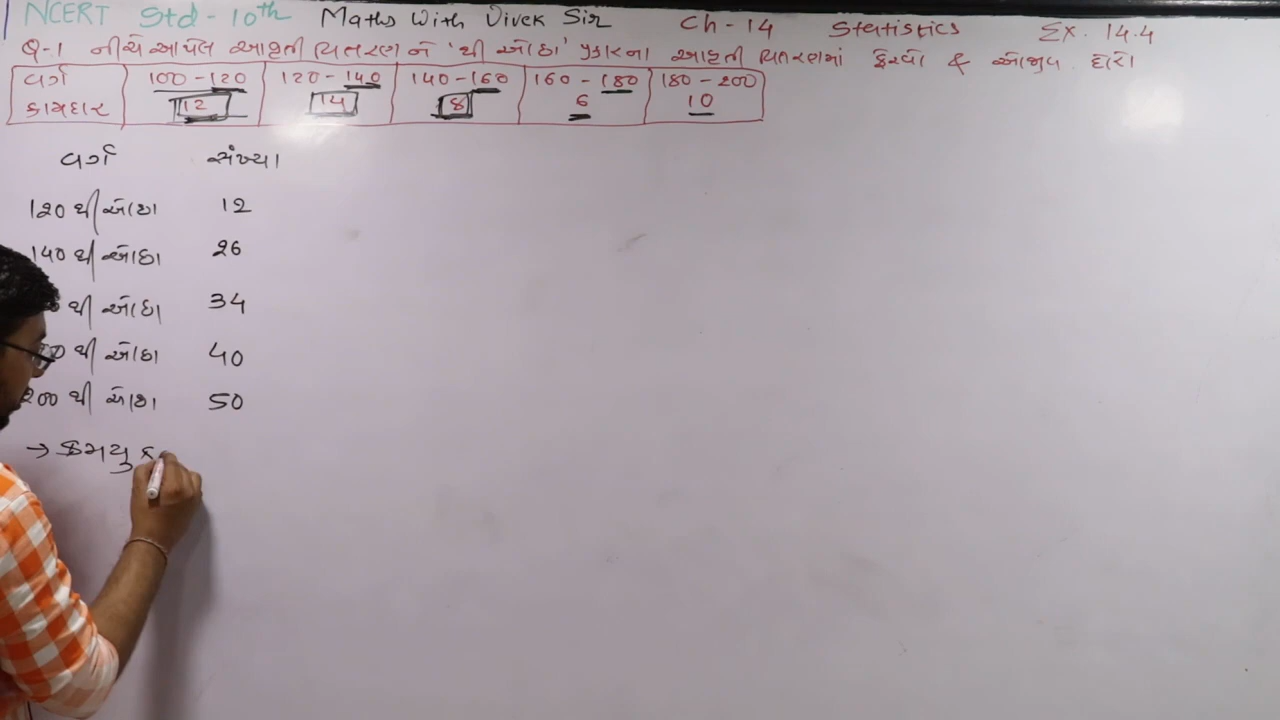 NCERT Std - 10th Maths With Vivek Sir Ch - 14 Statistics Ex. 14.4
Q-1 નીચે આપેલ આવૃત્તી વિતરણ ને 'થી ઓછા' પ્રકારના આવૃત્તી વિતરણમાં ફેરવો & ઓજીવ દોરો
વર્ગ 100 - 120 120 - 140 140 - 160 160 - 180 180 - 200
કામદાર 12 14 8 6 10
વર્ગ સંખ્યા
120 થી ઓછા 12
140 થી ઓછા 26
થી ઓછા 34
થી ઓછા 40
200 થી ઓછા 50
→ ક્રમયુક